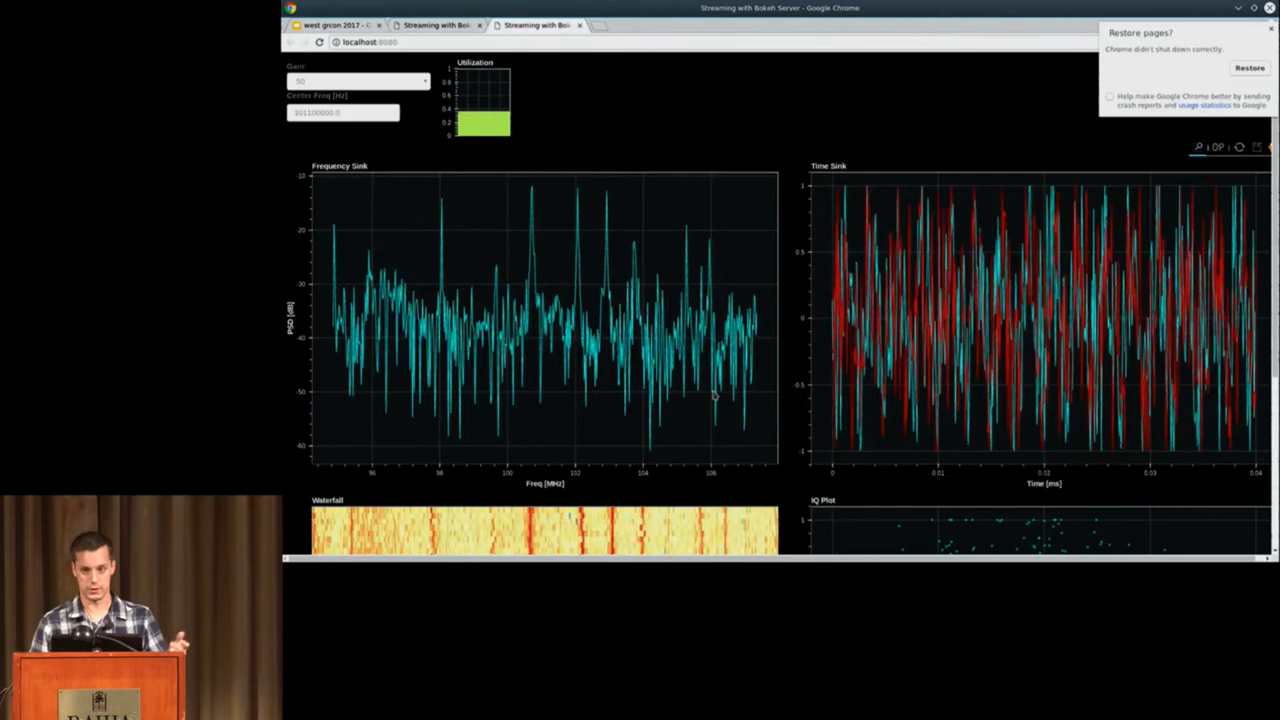 Streaming with Bokeh Server - Google Chrome
west grcon 2017 - G
Streaming with Bok
Streaming with Bok
localhost:8080
Restore pages?
Chrome didn't shut down correctly.
Restore
Help make Google Chrome better by sending
crash reports and usage statistics to Google
Gain:
50
Center Freq [Hz]
101100000.0
Utilization
1
0.8
0.6
0.4
0.2
0
Frequency Sink
-10
-20
-30
-40
-50
-60
PSD [dB]
96
98
100
102
104
106
Freq [MHz]
Time Sink
1
0.5
0
-0.5
-1
0
0.01
0.02
0.03
0.04
Time [ms]
Waterfall
IQ Plot
1
BAHIA